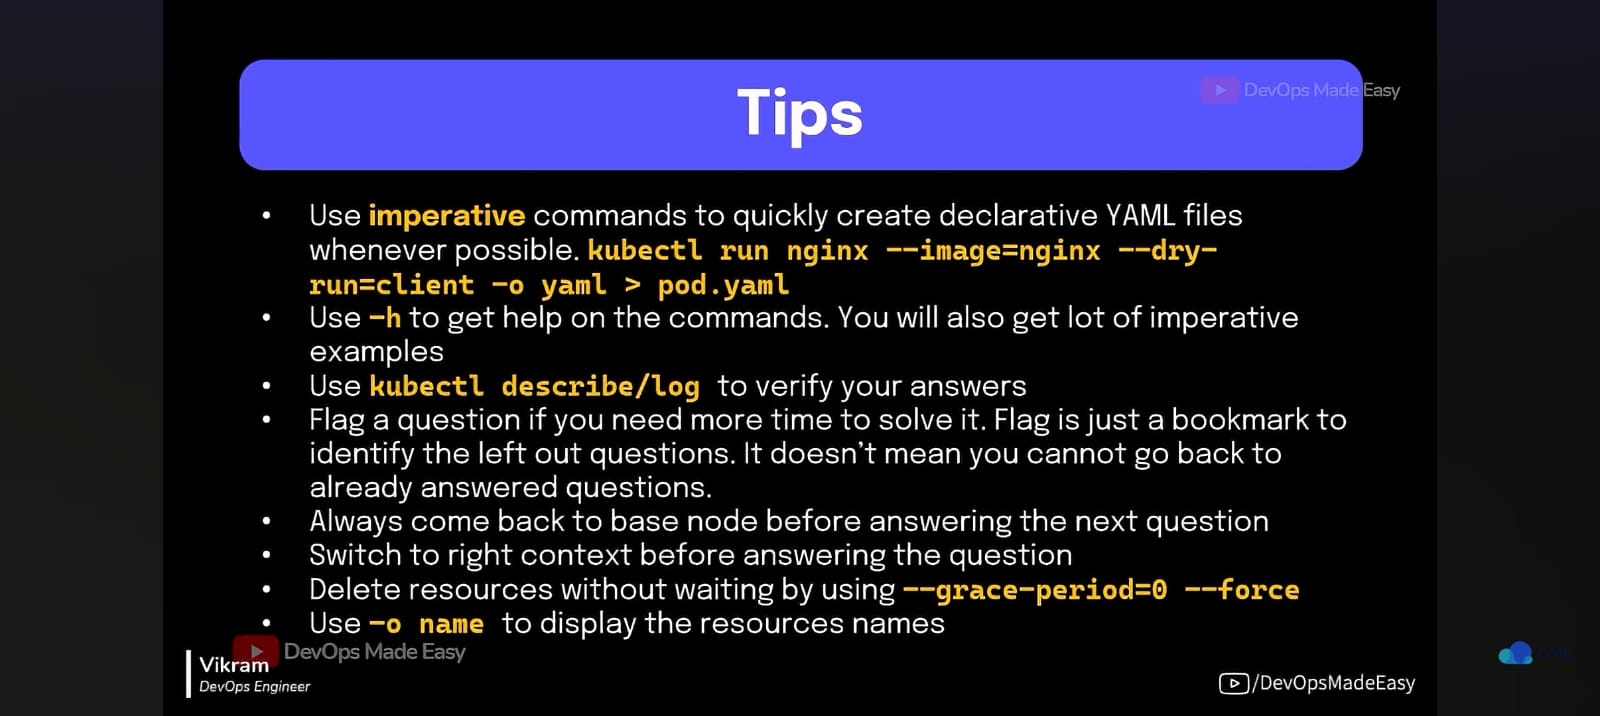 Tips
DevOps Made Easy
• Use imperative commands to quickly create declarative YAML files
whenever possible. kubectl run nginx --image=nginx --dry-
run=client -o yaml > pod.yaml
• Use -h to get help on the commands. You will also get lot of imperative
examples
• Use kubectl describe/log to verify your answers
• Flag a question if you need more time to solve it. Flag is just a bookmark to
identify the left out questions. It doesn't mean you cannot go back to
already answered questions.
• Always come back to base node before answering the next question
• Switch to right context before answering the question
• Delete resources without waiting by using --grace-period=0 --force
• Use -o name to display the resources names
DevOps Made Easy
Vikram
DevOps Engineer
/DevOpsMadeEasy
DME